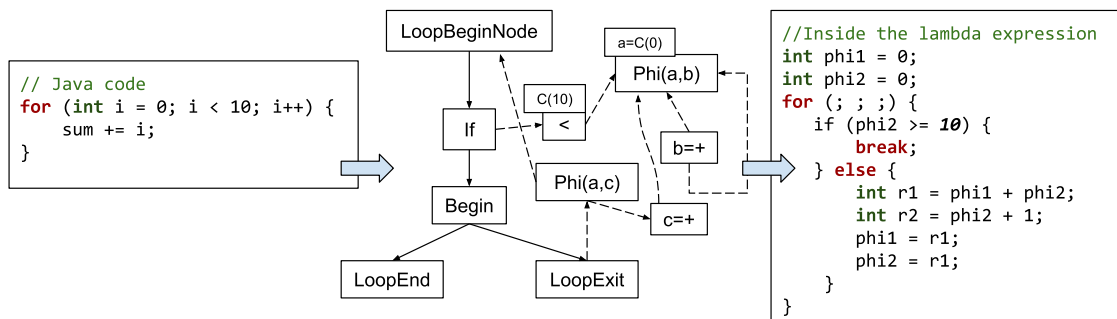 // Java code
for (int i = 0; i < 10; i++) {
sum += i;
}
LoopBeginNode
If
Begin
LoopEnd
LoopExit
C(10)
<
a=C(0)
Phi(a,b)
b=+
Phi(a,c)
c=+
//Inside the lambda expression
int phi1 = 0;
int phi2 = 0;
for (; ; ;) {
if (phi2 >= 10) {
break;
} else {
int r1 = phi1 + phi2;
int r2 = phi2 + 1;
phi1 = r1;
phi2 = r1;
}
}